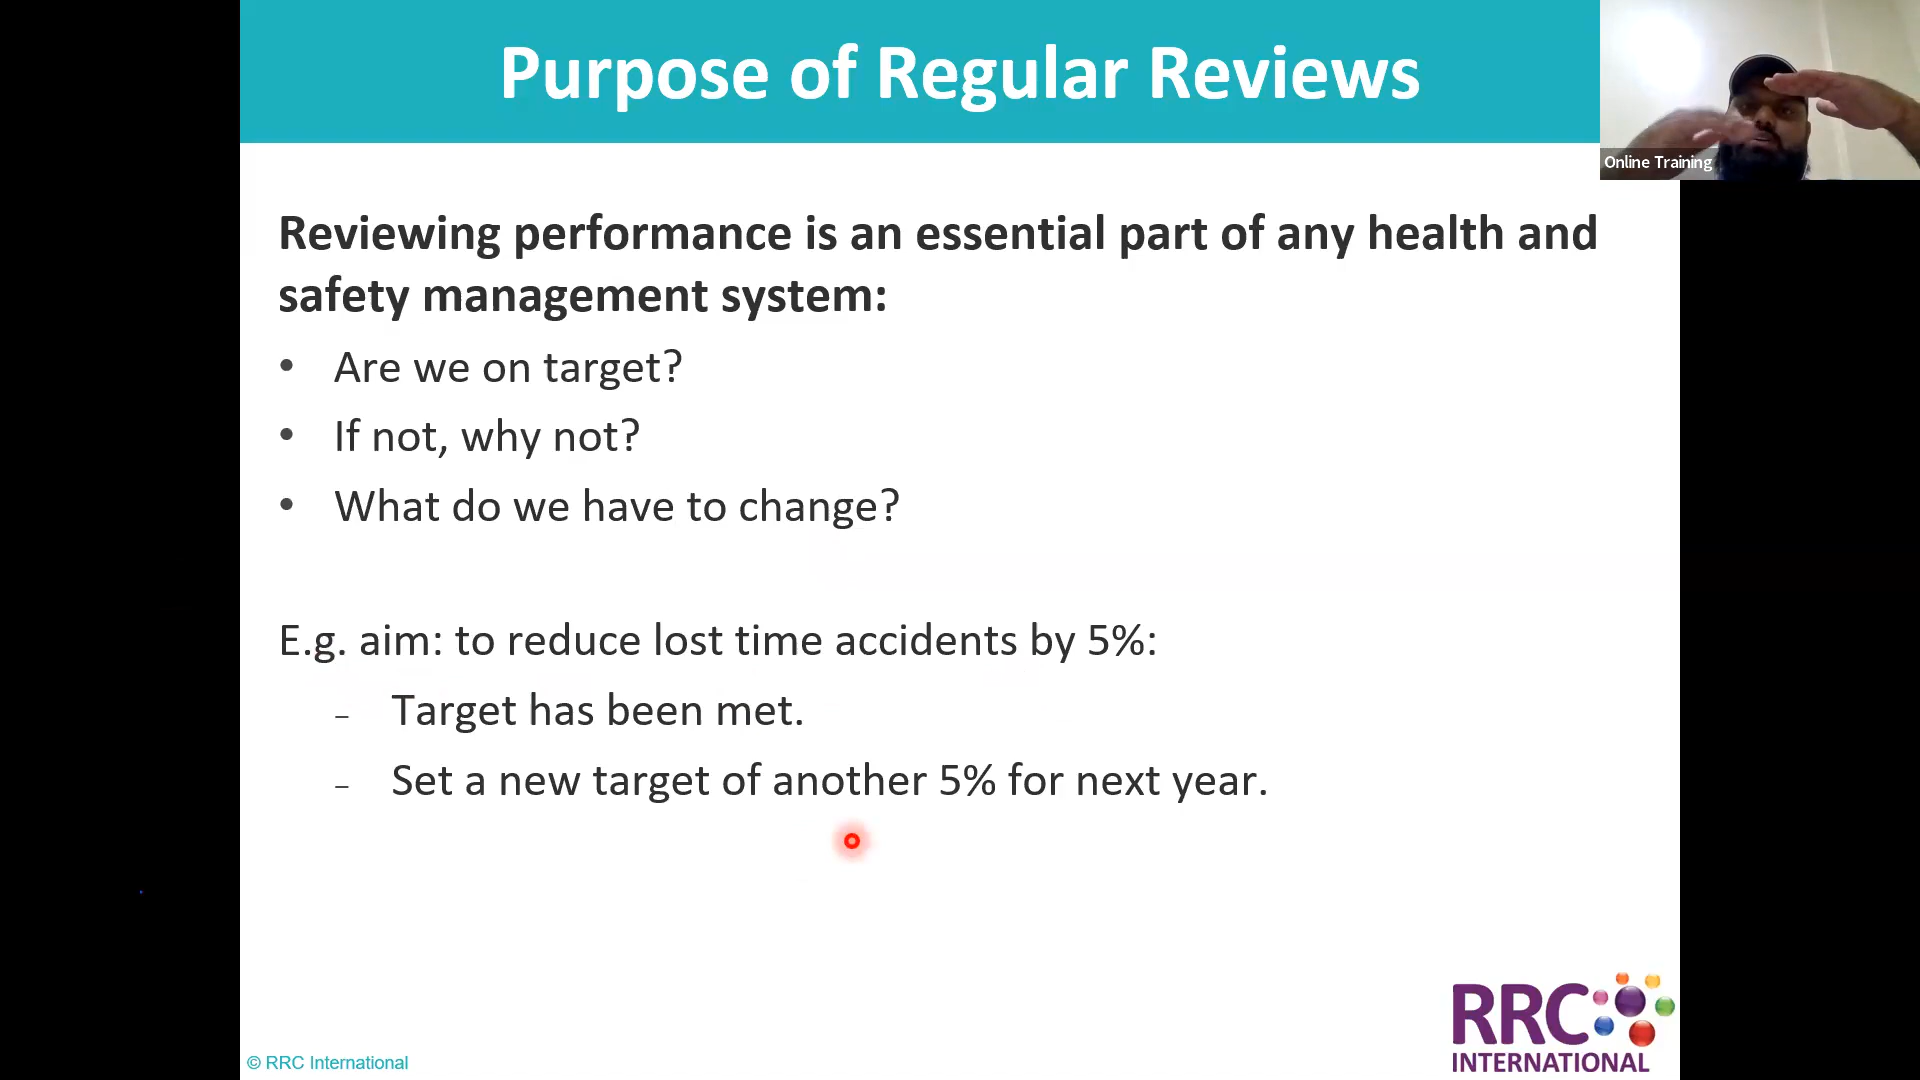 Purpose of Regular Reviews
Online Training
Reviewing performance is an essential part of any health and
safety management system:
• Are we on target?
• If not, why not?
• What do we have to change?
E.g. aim: to reduce lost time accidents by 5%:
– Target has been met.
– Set a new target of another 5% for next year.
RRC
INTERNATIONAL
© RRC International